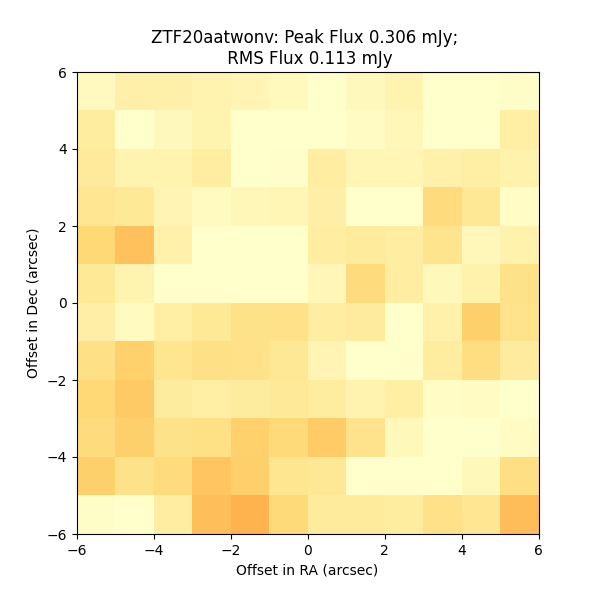 ZTF20aatwonv: Peak Flux 0.306 mJy;
RMS Flux 0.113 mJy
6
4
2
0
−2
−4
−6
Offset in Dec (arcsec)
−6 −4 −2 0 2 4 6
Offset in RA (arcsec)